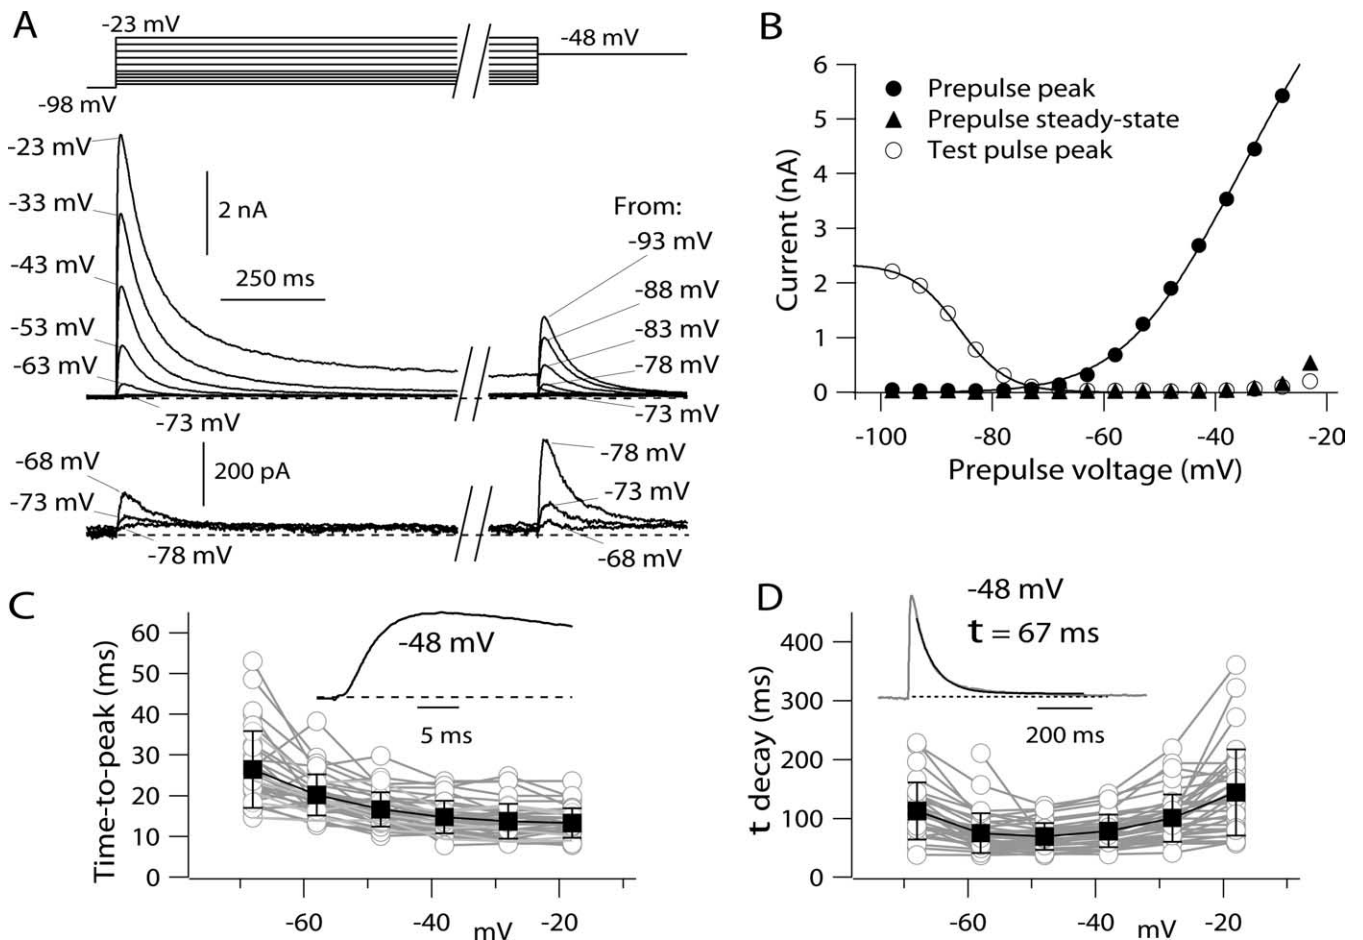 A
-23 mV
-48 mV
-98 mV
-23 mV
-33 mV
-43 mV
-53 mV
-63 mV
-73 mV
2 nA
250 ms
From:
-93 mV
-88 mV
-83 mV
-78 mV
-73 mV
200 pA
-68 mV
-73 mV
-78 mV
-78 mV
-73 mV
-68 mV
B
Prepulse peak
Prepulse steady-state
Test pulse peak
Current (nA)
6
5
4
3
2
1
0
-100 -80 -60 -40 -20
Prepulse voltage (mV)
C
Time-to-peak (ms)
60
50
40
30
20
10
0
-48 mV
5 ms
-60 -40 -20
mV
D
τ decay (ms)
400
300
200
100
0
-48 mV
τ = 67 ms
200 ms
-60 -40 -20
mV